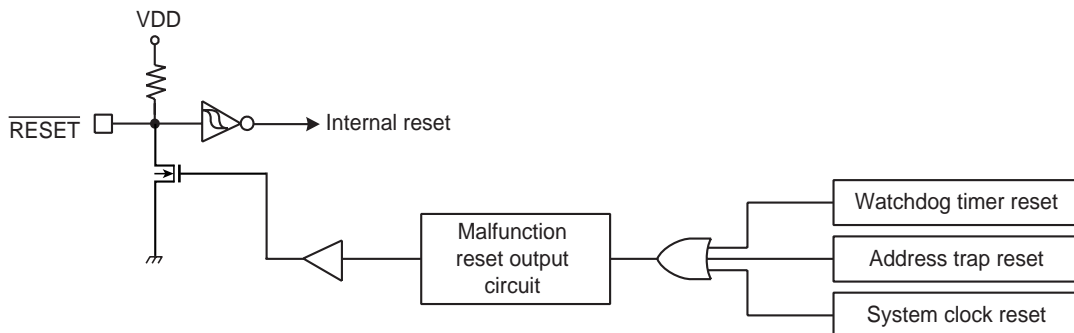 VDD
RESET
Internal reset
Watchdog timer reset
Malfunction
reset output
circuit
Address trap reset
System clock reset